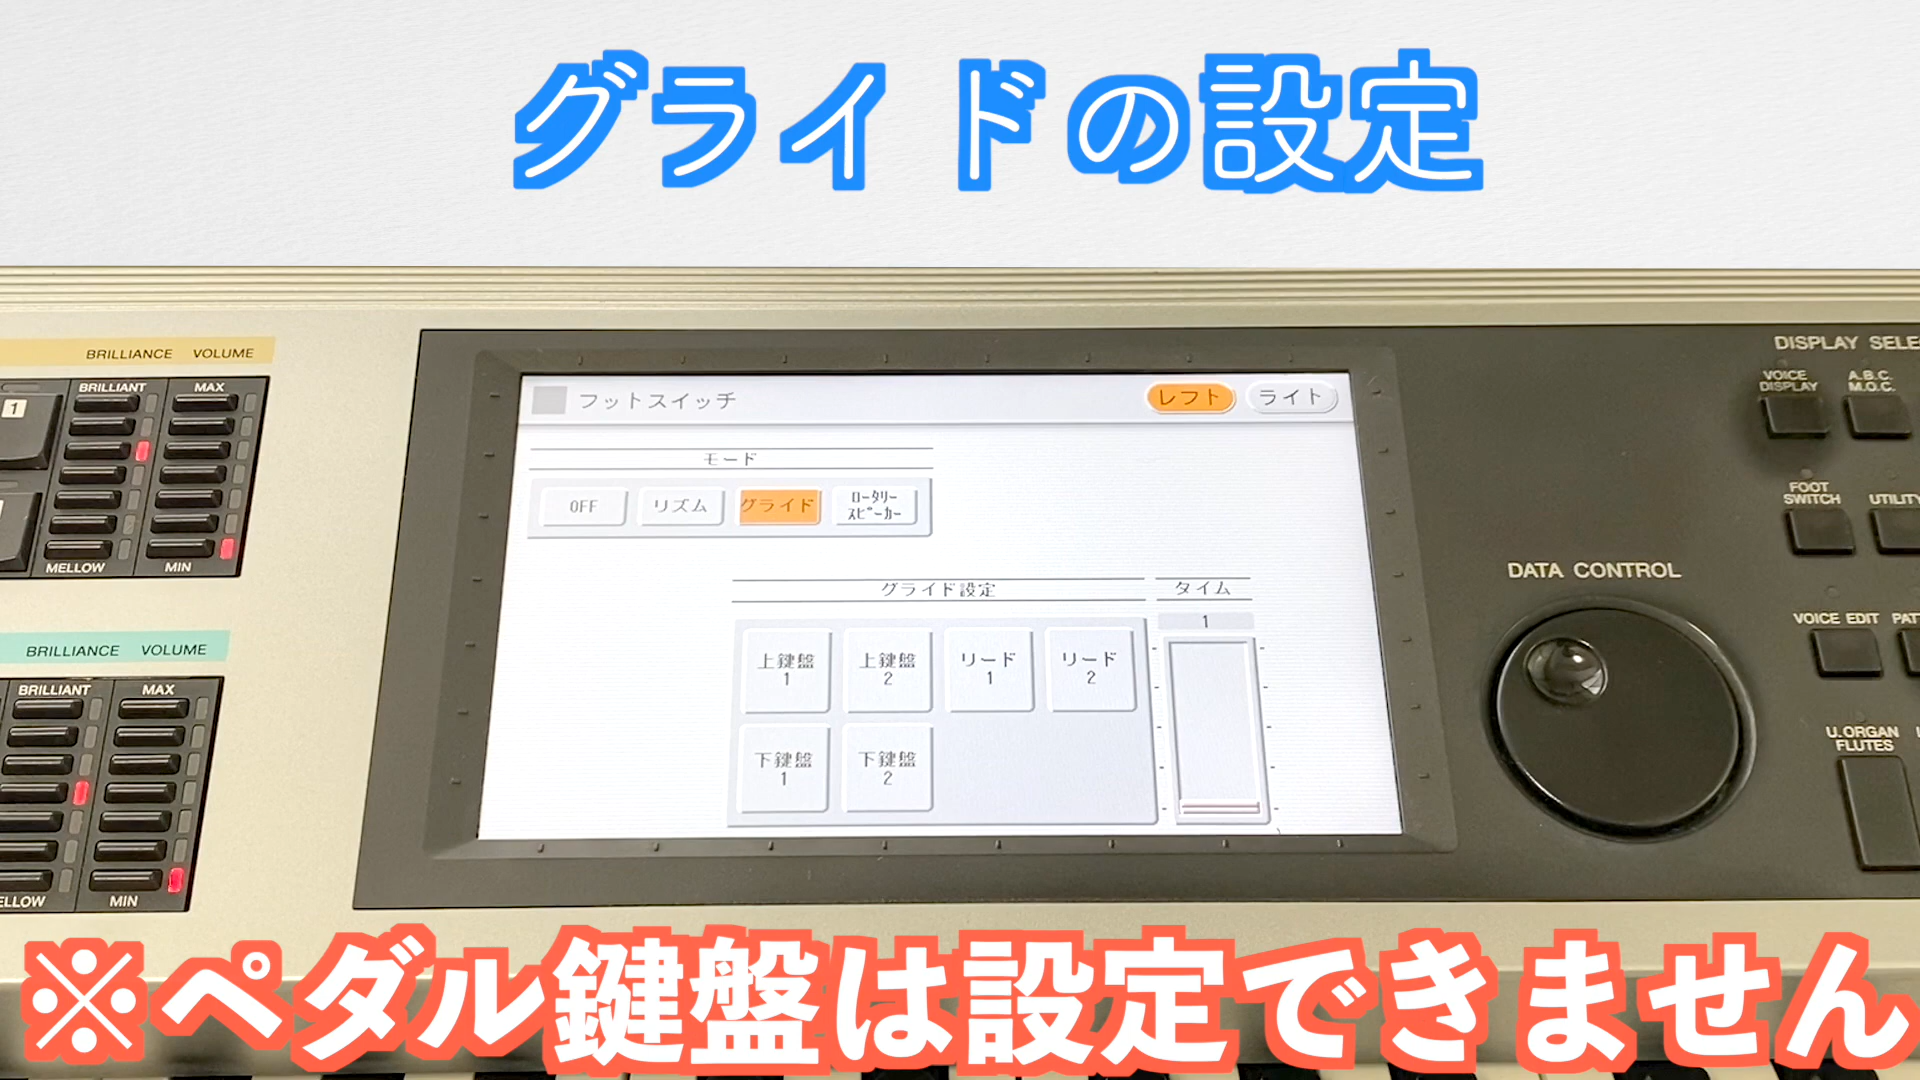 グライドの設定
DISPLAY SELE
BRILLIANCE VOLUME
BRILLIANT MAX
1
MELLOW MIN
BRILLIANCE VOLUME
BRILLIANT MAX
ELLOW MIN
フットスイッチ レフト ライト
モード
OFF リズム グライド ロータリー
スピーカー
グライド設定 タイム
1
上鍵盤 上鍵盤 リード リード
1 2 1 2
下鍵盤 下鍵盤
1 2
VOICE A.B.C.
DISPLAY M.O.C.
FOOT
SWITCH UTILITY
DATA CONTROL
VOICE EDIT PAT
U.ORGAN
FLUTES
※ペダル鍵盤は設定できません